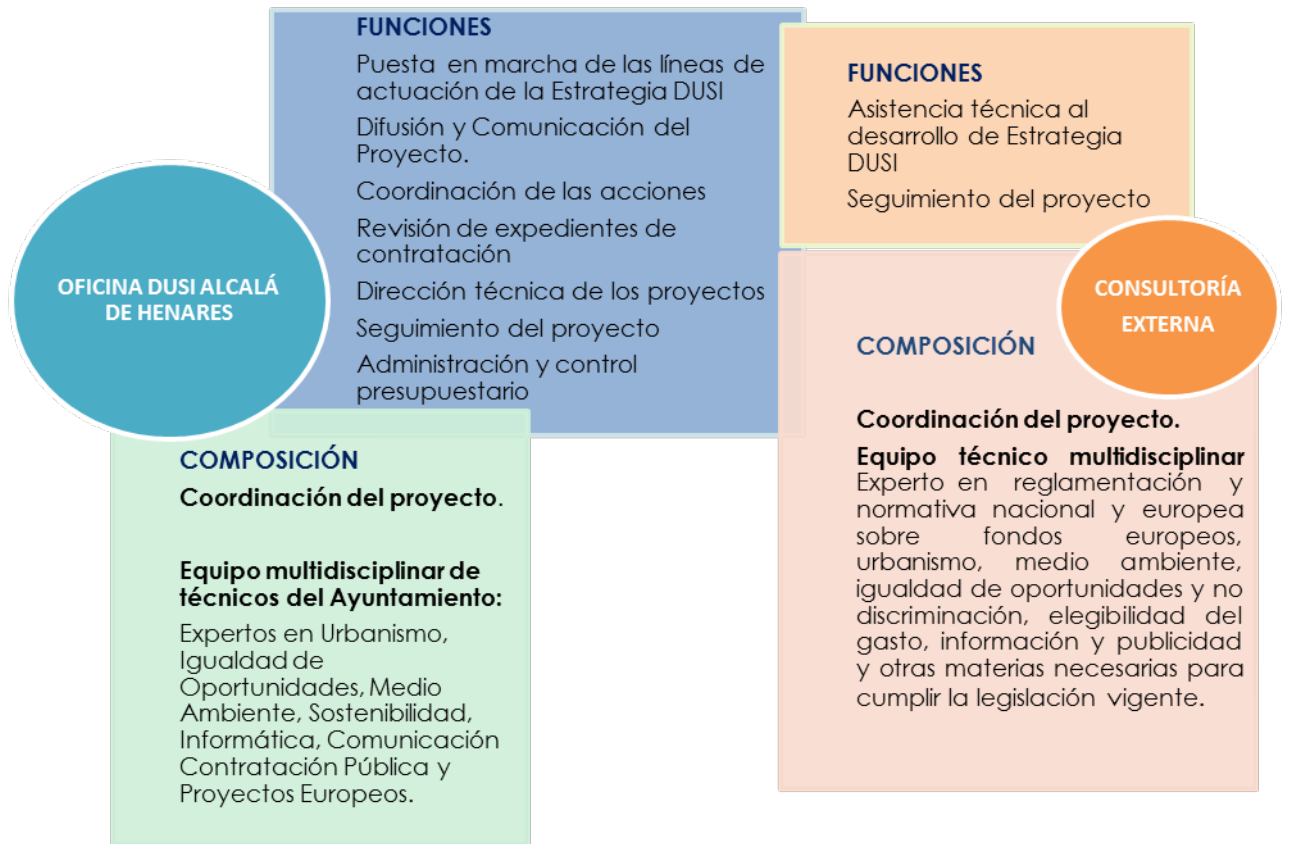 OFICINA DUSI ALCALÁ
DE HENARES
FUNCIONES
Puesta en marcha de las líneas de
actuación de la Estrategia DUSI
Difusión y Comunicación del
Proyecto.
Coordinación de las acciones
Revisión de expedientes de
contratación
Dirección técnica de los proyectos
Seguimiento del proyecto
Administración y control
presupuestario
COMPOSICIÓN
Coordinación del proyecto.
Equipo multidisciplinar de
técnicos del Ayuntamiento:
Expertos en Urbanismo,
Igualdad de
Oportunidades, Medio
Ambiente, Sostenibilidad,
Informática, Comunicación
Contratación Pública y
Proyectos Europeos.
FUNCIONES
Asistencia técnica al
desarrollo de Estrategia
DUSI
Seguimiento del proyecto
CONSULTORÍA
EXTERNA
COMPOSICIÓN
Coordinación del proyecto.
Equipo técnico multidisciplinar
Experto en reglamentación y
normativa nacional y europea
sobre fondos europeos,
urbanismo, medio ambiente,
igualdad de oportunidades y no
discriminación, elegibilidad del
gasto, información y publicidad
y otras materias necesarias para
cumplir la legislación vigente.